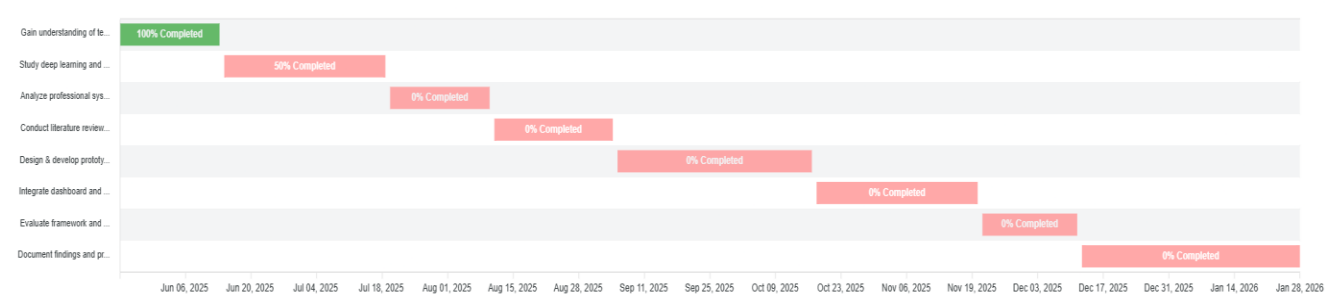 Gain understanding of te...
100% Completed
Study deep learning and ...
50% Completed
Analyze professional sys...
0% Completed
Conduct literature review...
0% Completed
Design & develop prototy...
0% Completed
Integrate dashboard and ...
0% Completed
Evaluate framework and ...
0% Completed
Document findings and pr...
0% Completed
Jun 06, 2025 Jun 20, 2025 Jul 04, 2025 Jul 18, 2025 Aug 01, 2025 Aug 15, 2025 Aug 28, 2025 Sep 11, 2025 Sep 25, 2025 Oct 09, 2025 Oct 23, 2025 Nov 06, 2025 Nov 19, 2025 Dec 03, 2025 Dec 17, 2025 Dec 31, 2025 Jan 14, 2026 Jan 28, 2026